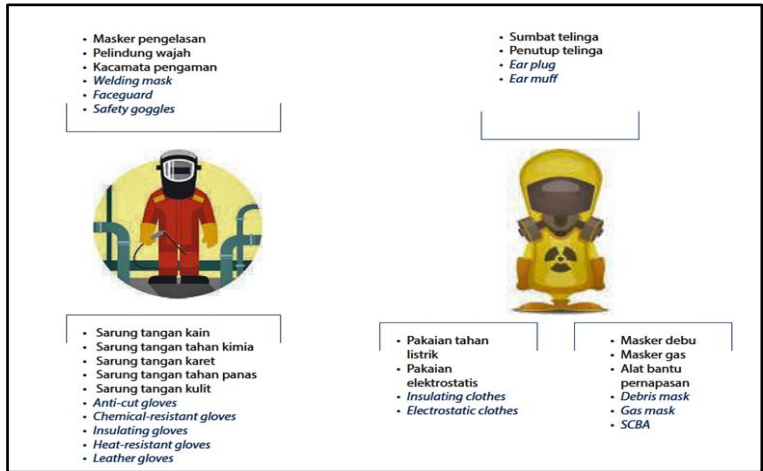 • Masker pengelasan
• Pelindung wajah
• Kacamata pengaman
• Welding mask
• Faceguard
• Safety goggles
• Sumbat telinga
• Penutup telinga
• Ear plug
• Ear muff
• Sarung tangan kain
• Sarung tangan tahan kimia
• Sarung tangan karet
• Sarung tangan tahan panas
• Sarung tangan kulit
• Anti-cut gloves
• Chemical-resistant gloves
• Insulating gloves
• Heat-resistant gloves
• Leather gloves
• Pakaian tahan
listrik
• Pakaian
elektrostatis
• Insulating clothes
• Electrostatic clothes
• Masker debu
• Masker gas
• Alat bantu
pernapasan
• Debris mask
• Gas mask
• SCBA